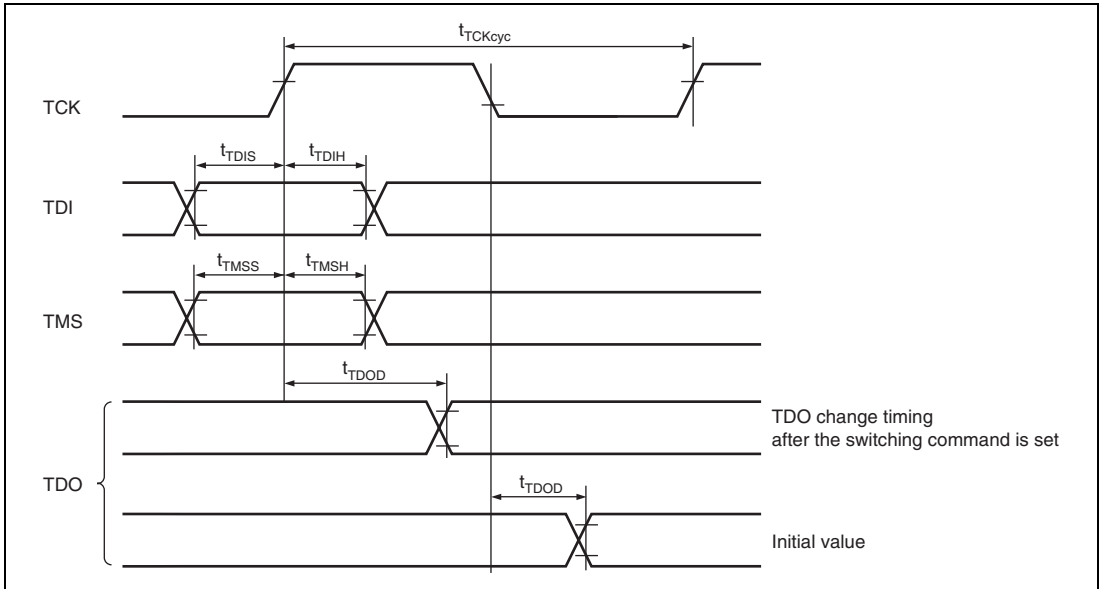 tTCKcyc
TCK
tTDIS
tTDIH
TDI
tTMSS
tTMSH
TMS
tTDOD
TDO change timing
after the switching command is set
TDO
tTDOD
Initial value